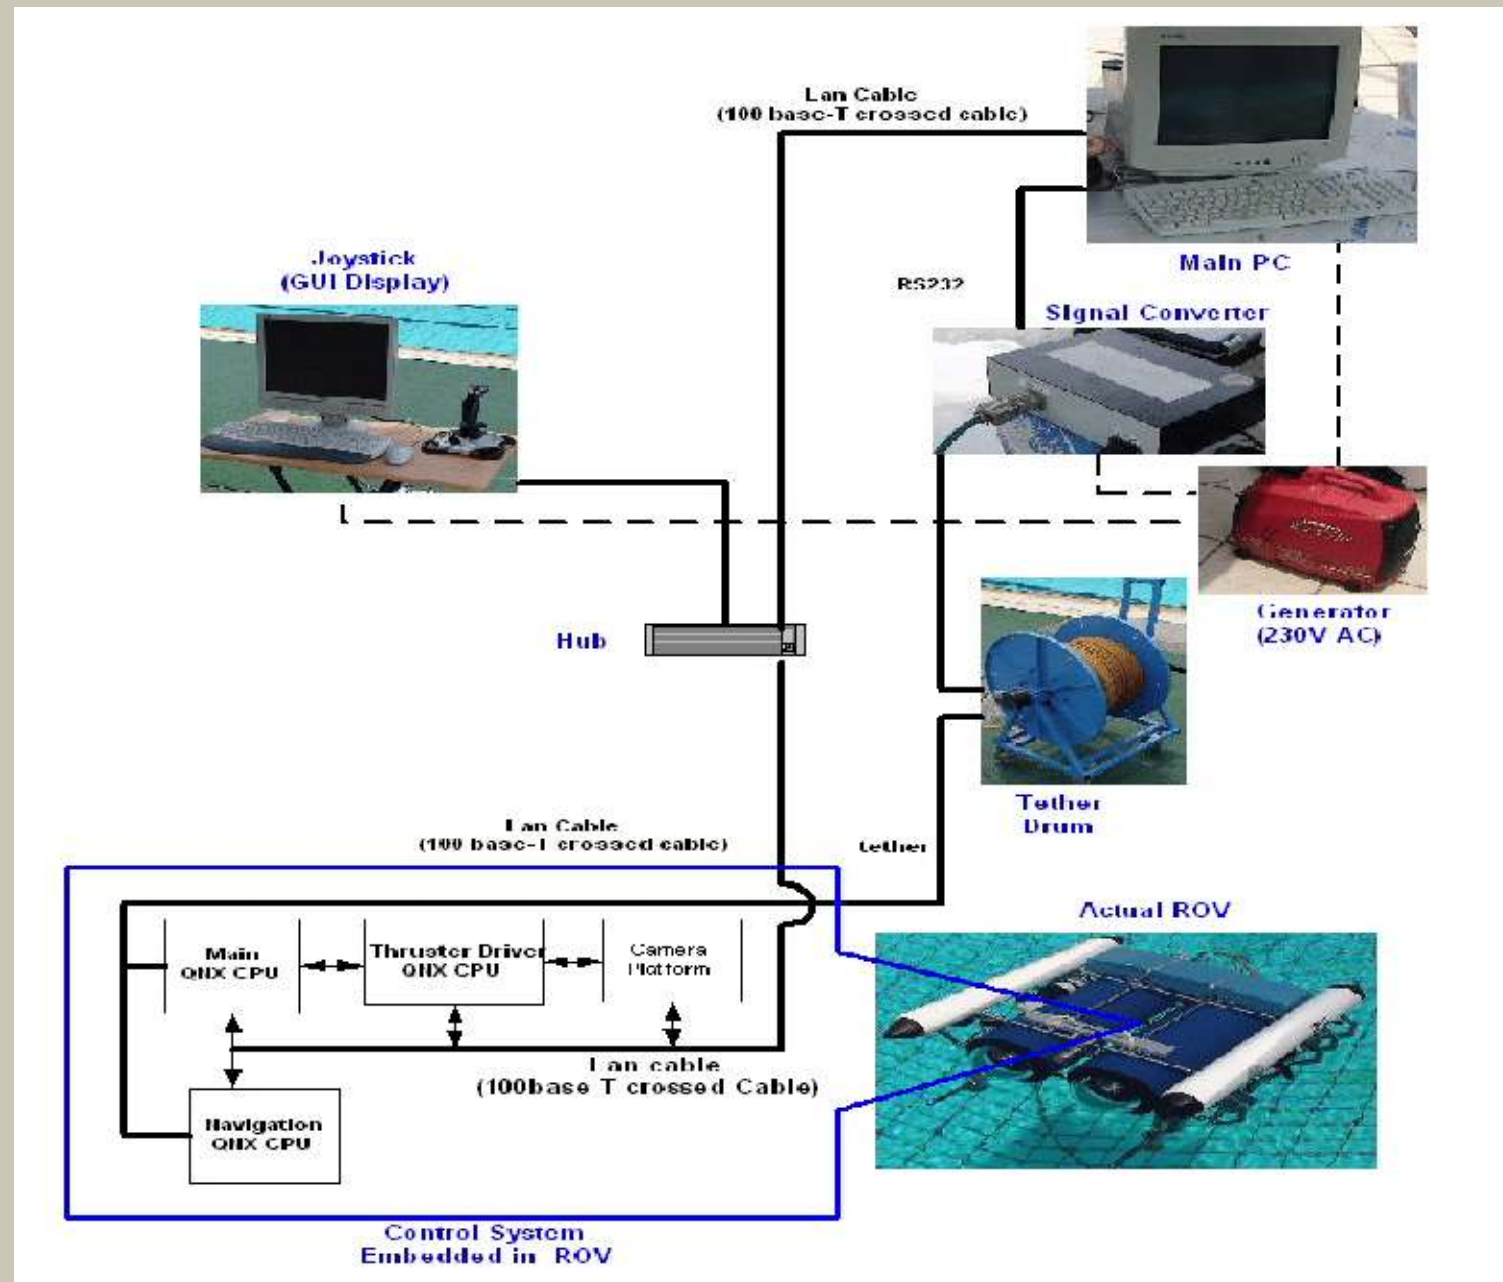 Lan Cable
(100 base-T crossed cable)
Main PC
Joystick
(GUI Display)
RS232
Signal Converter
Generator
(230V AC)
Hub
Tether
Drum
Lan Cable
(100 base-T crossed cable)
tether
Actual ROV
Main
QNX CPU
Thruster Driver
QNX CPU
Camera
Platform
Lan cable
(100base T crossed Cable)
Navigation
QNX CPU
Control System
Embedded in ROV